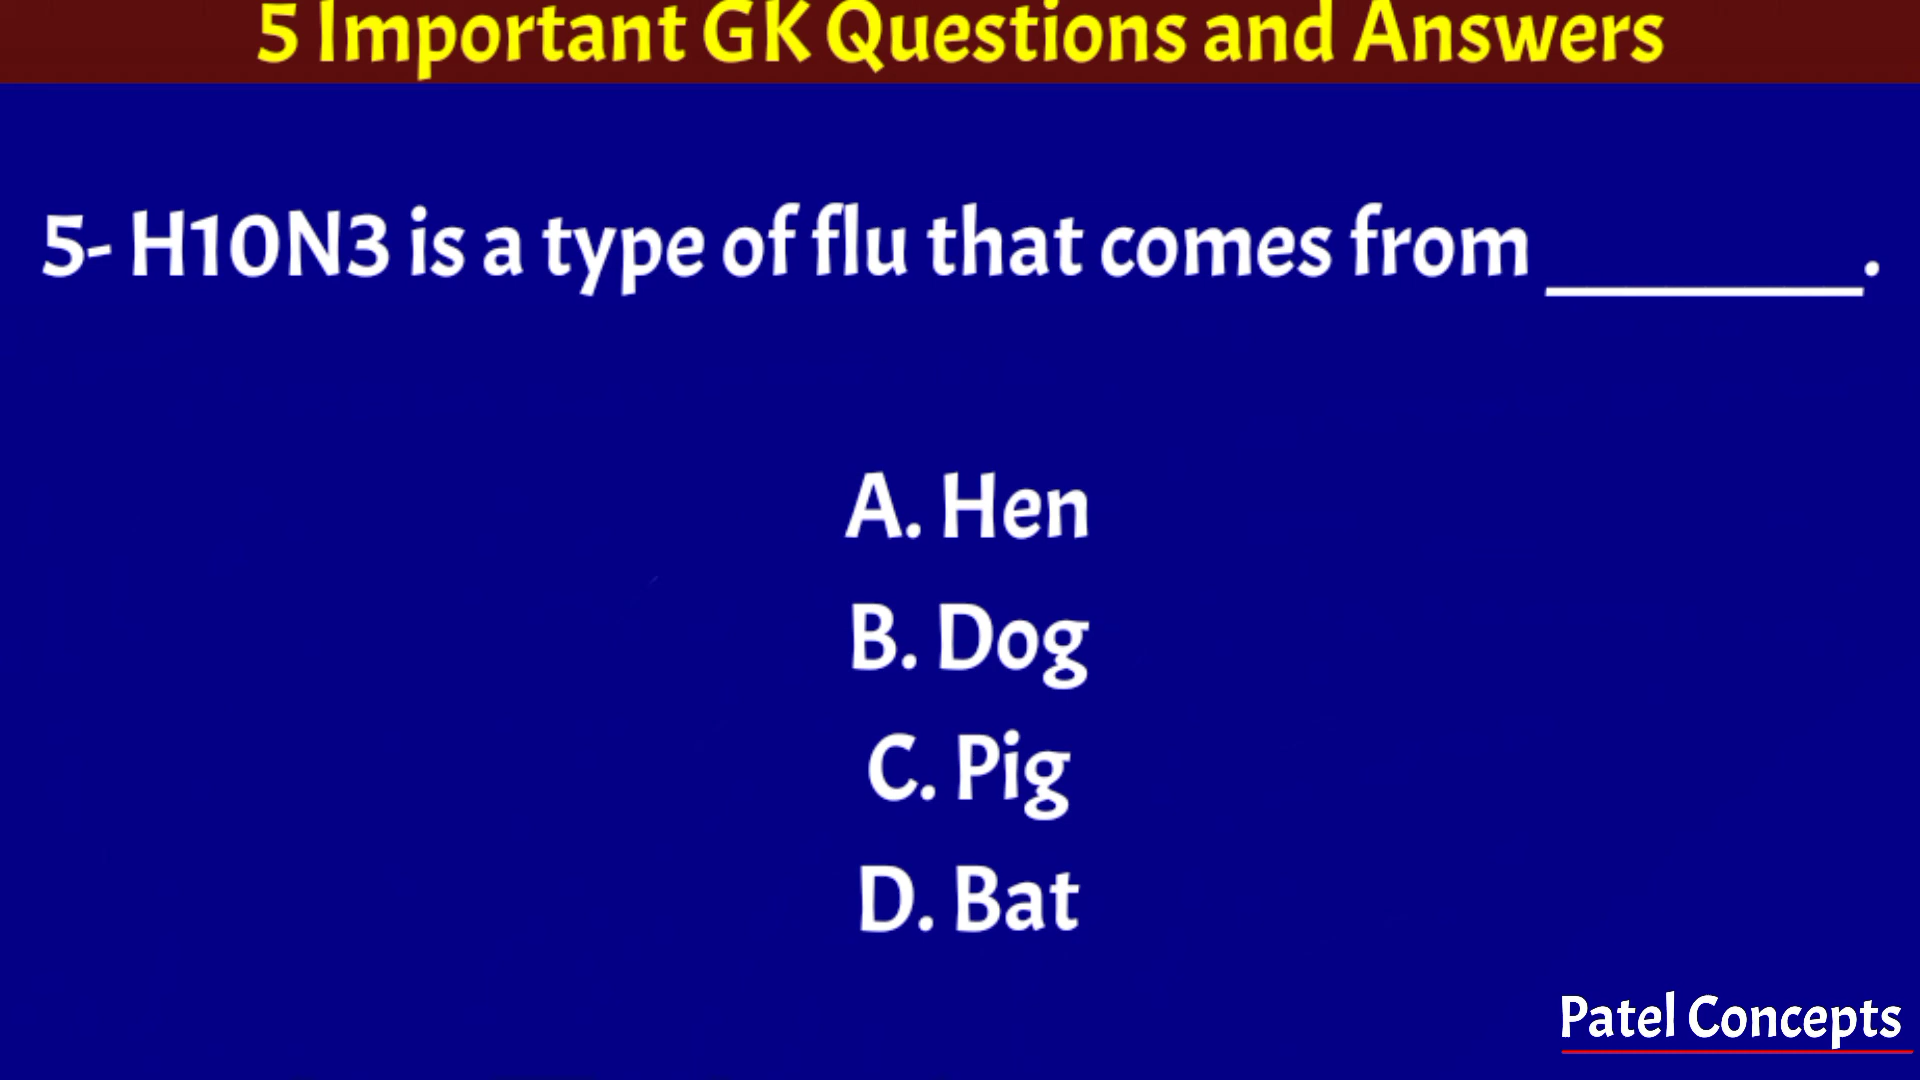 5 Important GK Questions and Answers
5- H10N3 is a type of flu that comes from ________.
A. Hen
B. Dog
C. Pig
D. Bat
Patel Concepts